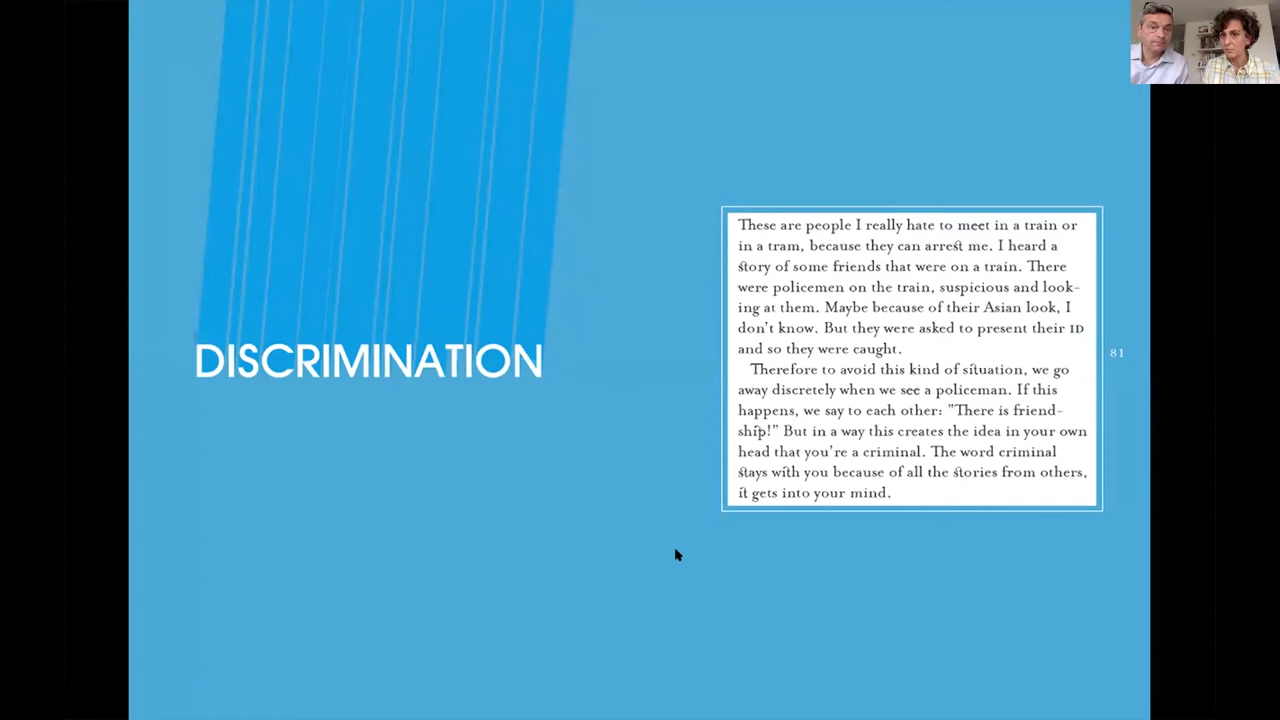 DISCRIMINATION
These are people I really hate to meet in a train or
in a tram, because they can arrest me. I heard a
story of some friends that were on a train. There
were policemen on the train, suspicious and look-
ing at them. Maybe because of their Asian look, I
don't know. But they were asked to present their ID
and so they were caught.
Therefore to avoid this kind of situation, we go
away discretely when we see a policeman. If this
happens, we say to each other: "There is friend-
ship!" But in a way this creates the idea in your own
head that you're a criminal. The word criminal
stays with you because of all the stories from others,
it gets into your mind.
81